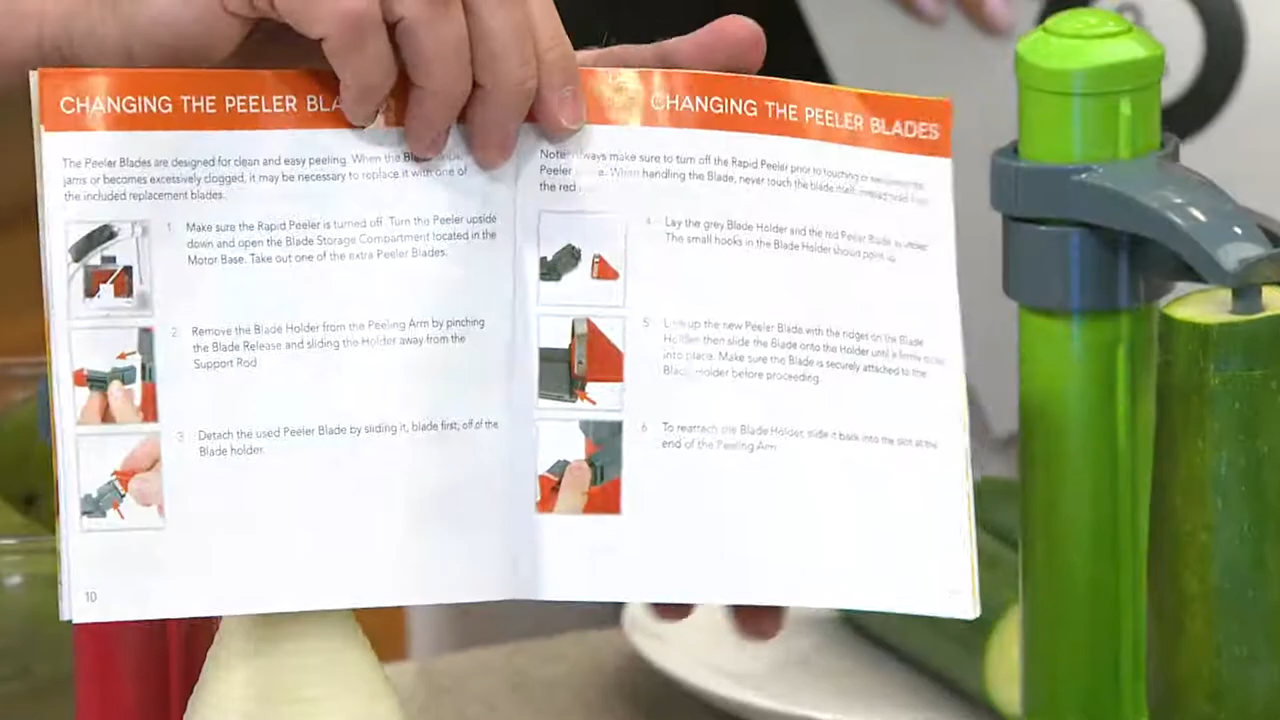 CHANGING THE PEELER BLA
The Peeler Blades are designed for clean and easy peeling. When the
jams or becomes excessively clogged, it may be necessary to replace it with one of
the included replacement blades.
1 Make sure the Rapid Peeler is turned off. Turn the Peeler upside
down and open the Blade Storage Compartment located in the
Motor Base. Take out one of the extra Peeler Blades.
2 Remove the Blade Holder from the Peeling Arm by pinching
the Blade Release and sliding the Holder away from the
Support Rod
3 Detach the used Peeler Blade by sliding it, blade first, off of the
Blade holder.
10
CHANGING THE PEELER BLADES
Note: Always make sure to turn off the Rapid Peeler prior to touching or
Peeler When handling the Blade, never touch the blade itself,
the red
4 Lay the grey Blade Holder and the red Peeler Blade
The small hooks in the Blade Holder should point
5 Line up the new Peeler Blade with the ridges on the Blade
Holder then slide the Blade onto the Holder until
into place. Make sure the Blade is securely attached to the
Blade Holder before proceeding.
6 To reattach the Blade Holder, slide it back into the slot at the
end of the Peeling Arm